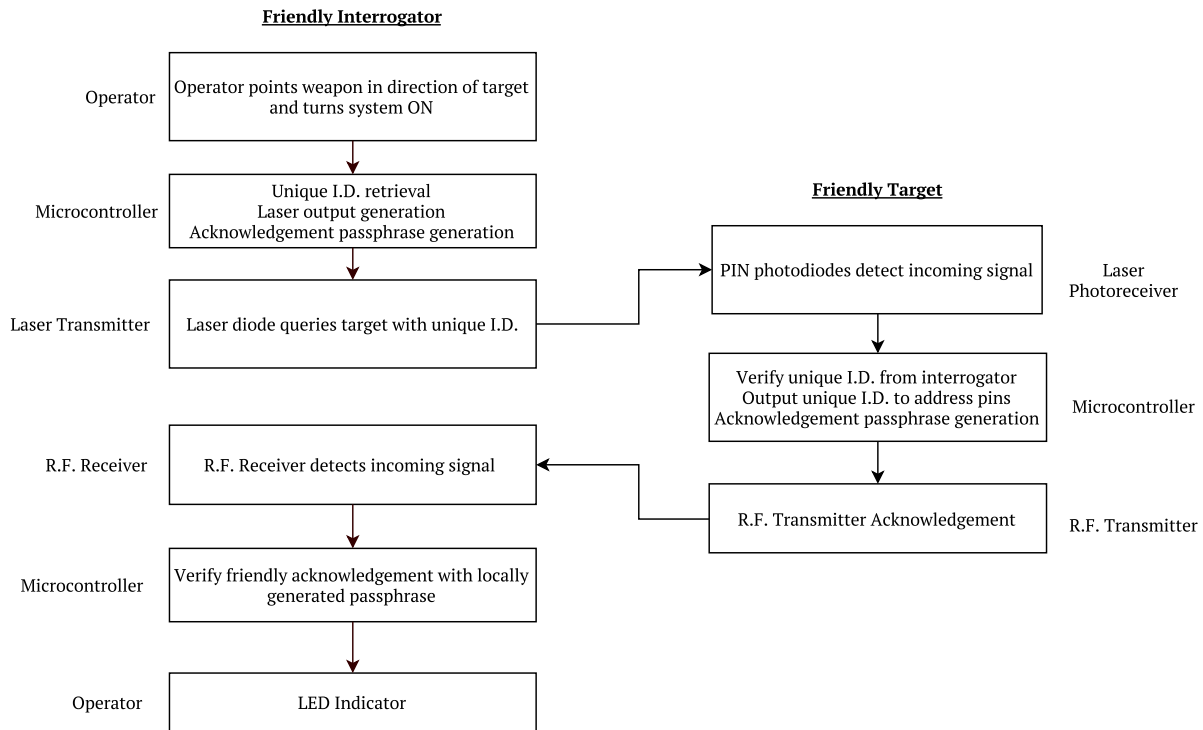 Friendly Interrogator
Operator
Operator points weapon in direction of target
and turns system ON
Microcontroller
Unique I.D. retrieval
Laser output generation
Acknowledgement passphrase generation
Laser Transmitter
Laser diode queries target with unique I.D.
Friendly Target
PIN photodiodes detect incoming signal
Laser
Photoreceiver
Verify unique I.D. from interrogator
Output unique I.D. to address pins
Acknowledgement passphrase generation
Microcontroller
R.F. Transmitter Acknowledgement
R.F. Transmitter
R.F. Receiver
R.F. Receiver detects incoming signal
Microcontroller
Verify friendly acknowledgement with locally
generated passphrase
Operator
LED Indicator